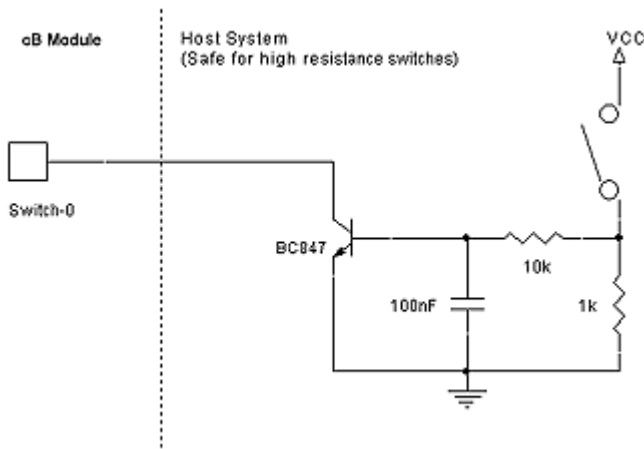 oB Module
Host System
(Safe for high resistance switches)
VCC
Switch-0
BC847
10k
100nF
1k